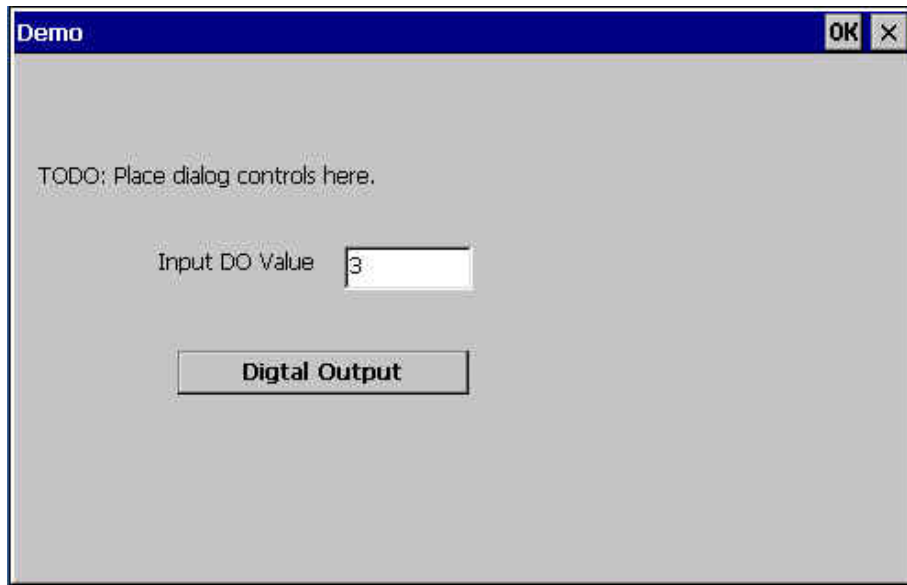 Demo OK ×
TODO: Place dialog controls here.
Input DO Value 3
Digtal Output